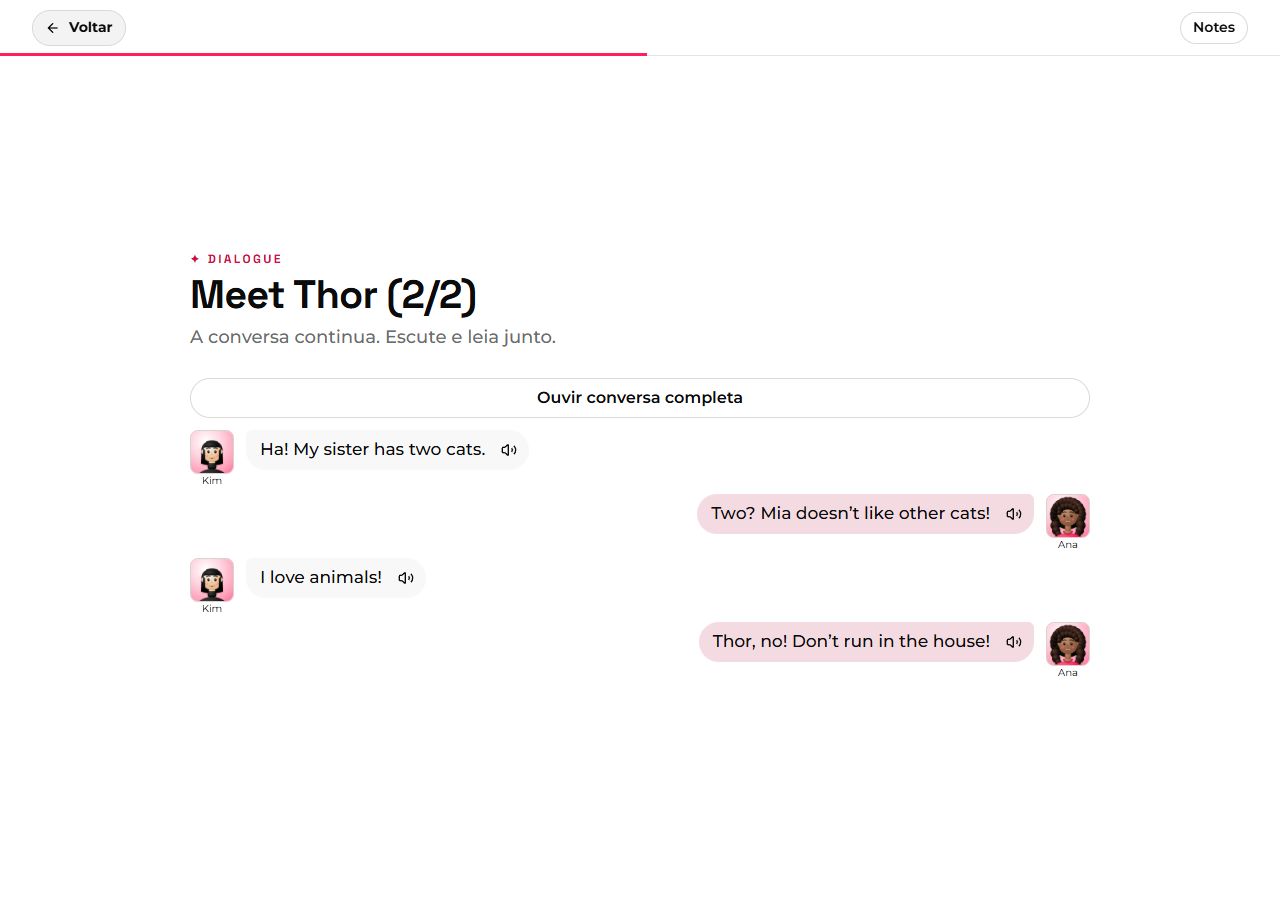 Voltar
Notes
✦ DIALOGUE
Meet Thor (2/2)
A conversa continua. Escute e leia junto.
Ouvir conversa completa
Ha! My sister has two cats.
Kim
Two? Mia doesn’t like other cats!
Ana
I love animals!
Kim
Thor, no! Don’t run in the house!
Ana